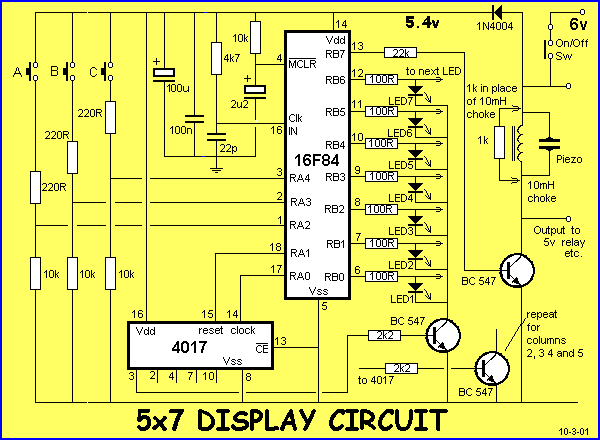 5.4v
1N4004
6v
14
Vdd
10k
RB7
13
22k
On/Off
Sw
A
B
C
4k7
4
MCLR
RB6
12
100R
to next LED
1k in place
of 10mH
choke
100u
2u2
LED7
220R
220R
100n
Clk
IN
16
RB5
11
100R
LED6
1k
Piezo
22p
16F84
RB4
10
100R
LED5
220R
3
RA4
RB3
9
100R
10mH
choke
LED4
2
RA3
RB2
8
100R
1
RA2
LED3
Output to
5v relay
etc.
18
RA1
RB1
7
100R
LED2
10k
10k
10k
17
RA0
RB0
6
100R
BC 547
Vss
LED1
5
16
15
14
BC 547
repeat
for
columns
2, 3 4 and 5
Vdd
reset
clock
2k2
4017
CE
13
Vss
2k2
3
2
4
7
10
8
to 4017
BC 547
5x7 DISPLAY CIRCUIT
10-3-01